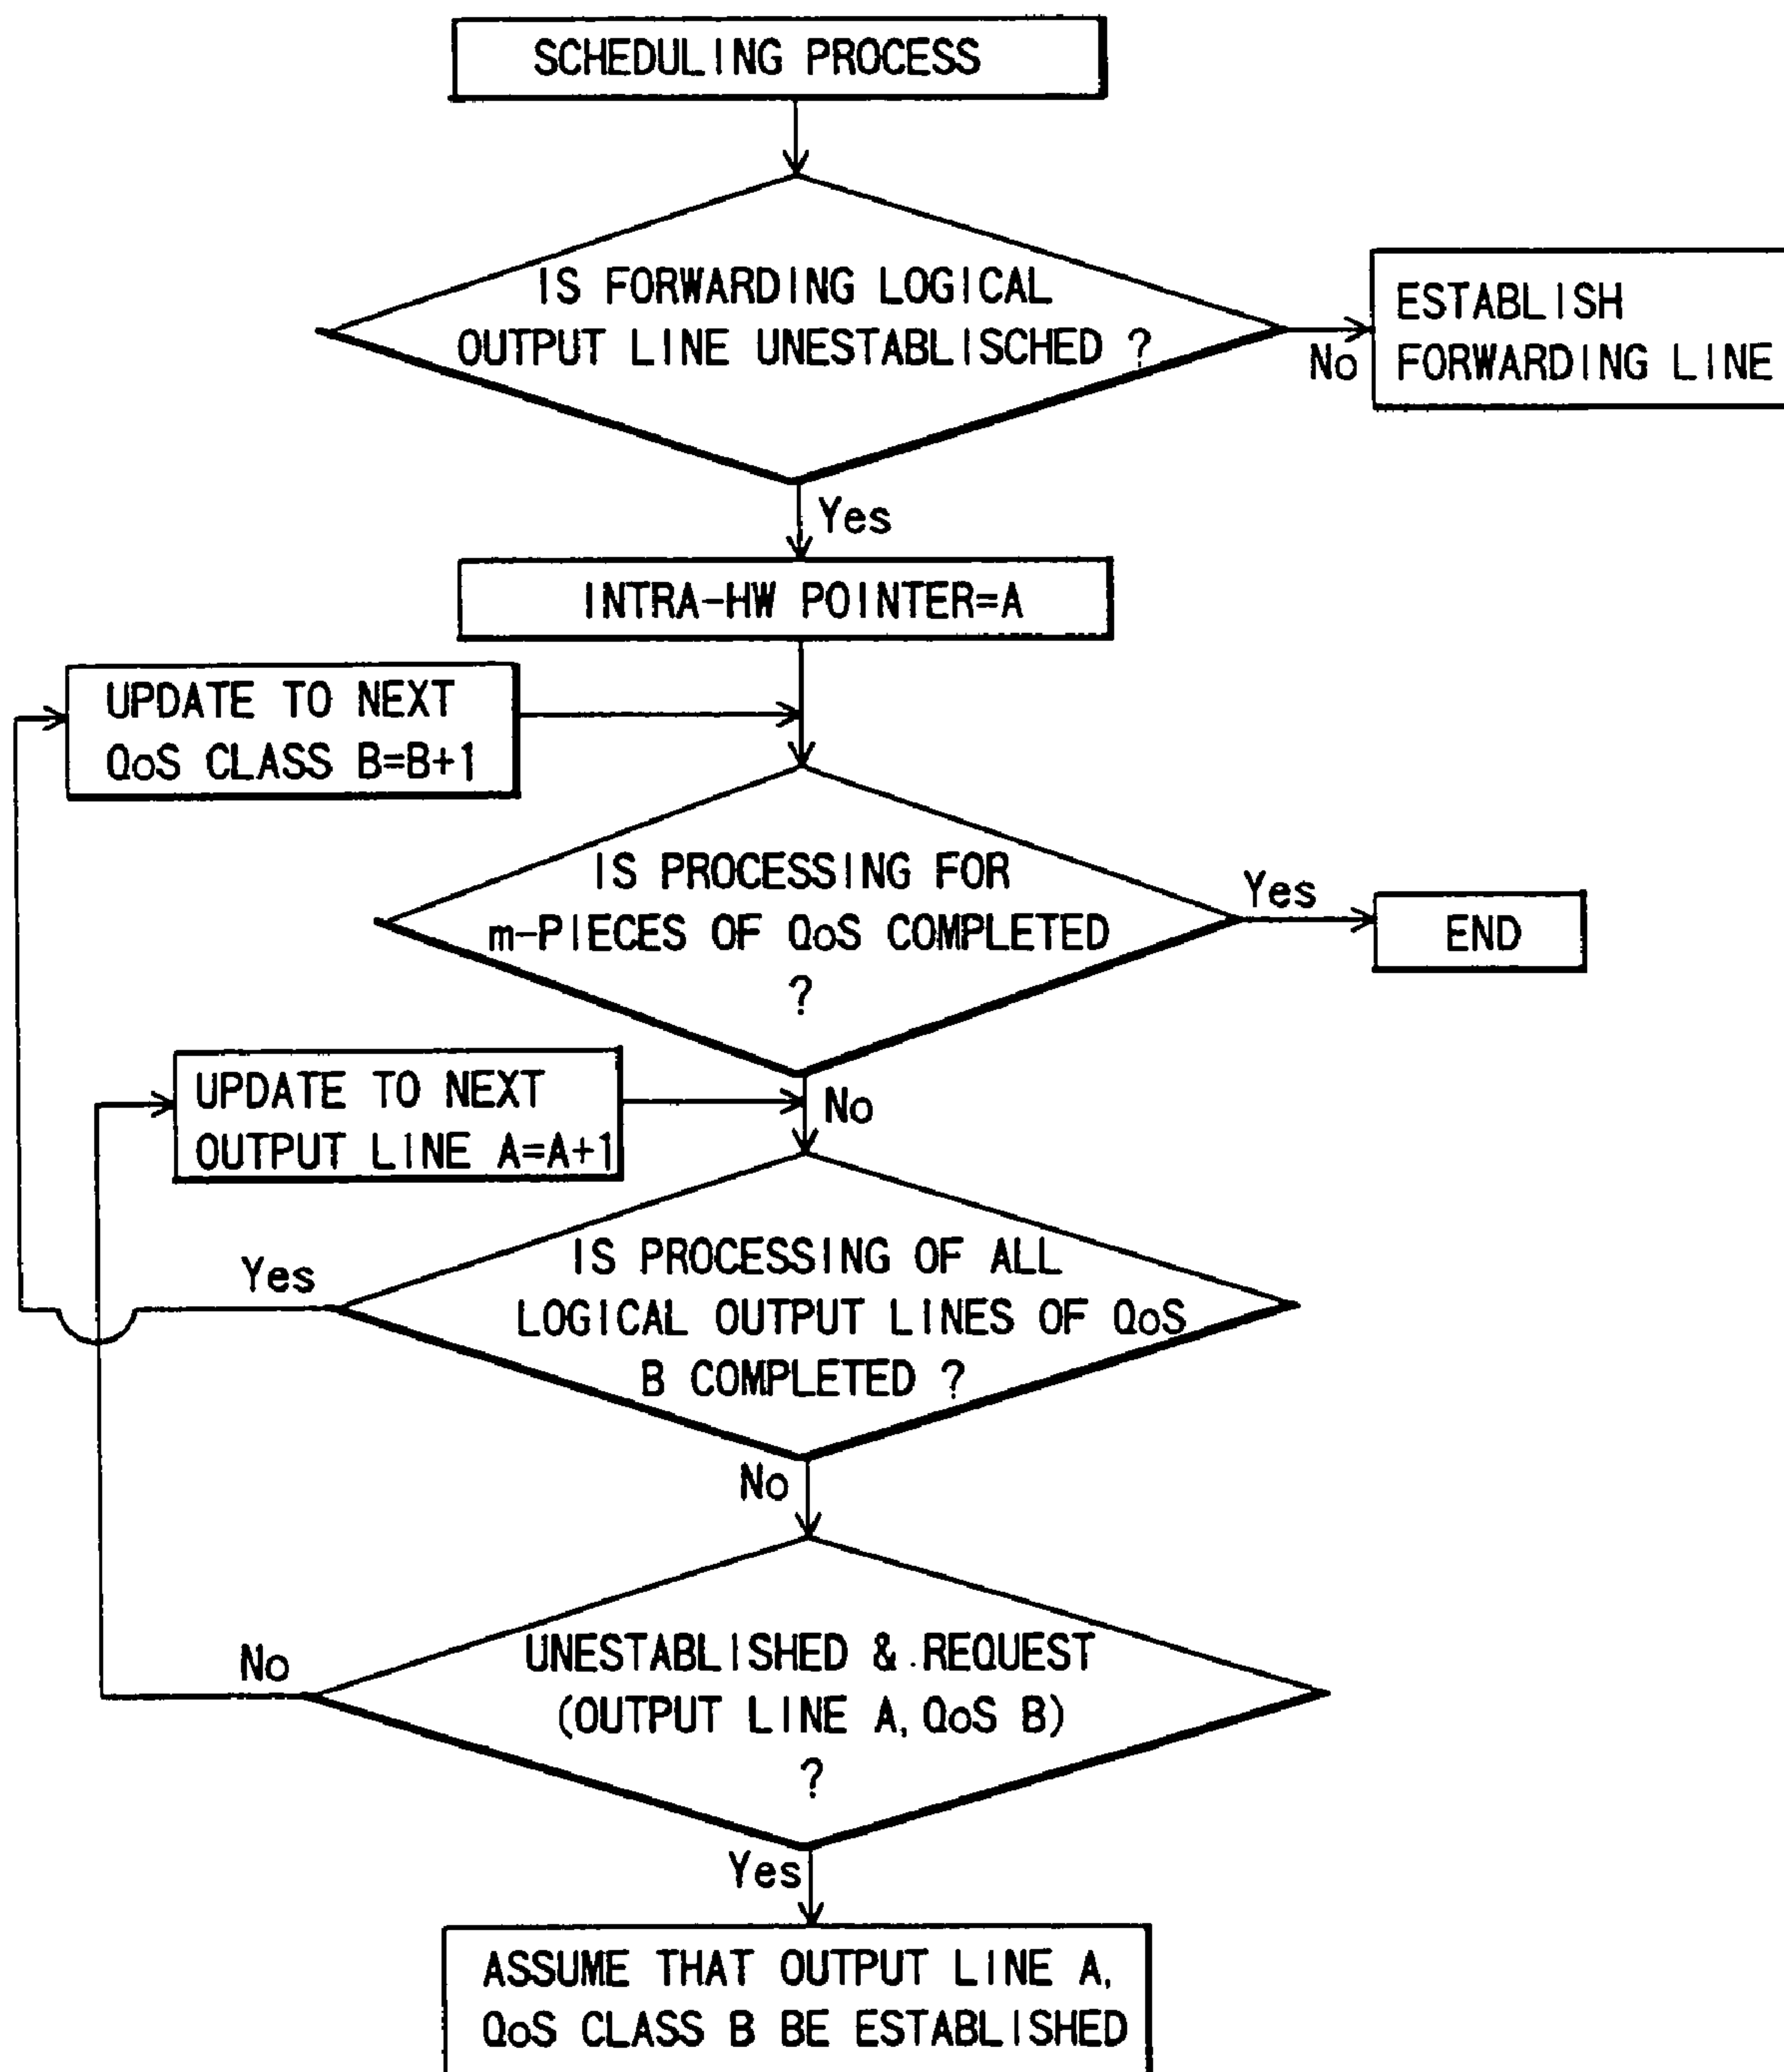 SCHEDULING PROCESS
IS FORWARDING LOGICAL
OUTPUT LINE UNESTABLISCHED ?
No
ESTABLISH
FORWARDING LINE
Yes
INTRA-HW POINTER=A
UPDATE TO NEXT
QoS CLASS B=B+1
IS PROCESSING FOR
m-PIECES OF QoS COMPLETED
?
Yes
END
No
UPDATE TO NEXT
OUTPUT LINE A=A+1
IS PROCESSING OF ALL
LOGICAL OUTPUT LINES OF QoS
B COMPLETED ?
Yes
No
UNESTABLISHED & REQUEST
(OUTPUT LINE A, QoS B)
?
No
Yes
ASSUME THAT OUTPUT LINE A,
QoS CLASS B BE ESTABLISHED